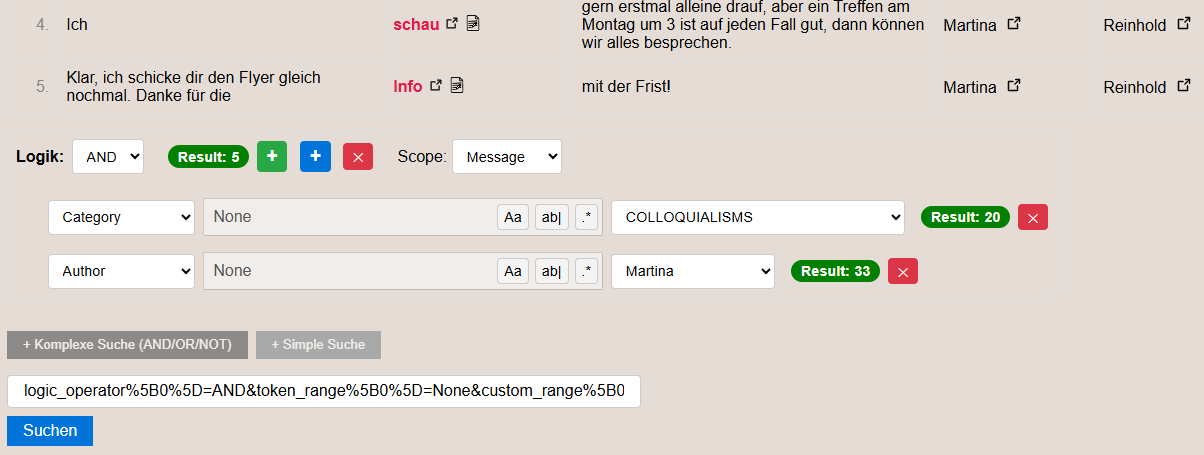 gern erstmal alleine drauf, aber ein Treffen am
4. Ich schau Montag um 3 ist auf jeden Fall gut, dann können Martina Reinhold
wir alles besprechen.
Klar, ich schicke dir den Flyer gleich
5. nochmal. Danke für die Info mit der Frist! Martina Reinhold
Logik: AND Result: 5 + + × Scope: Message
Category None Aa ab| .* COLLOQUIALISMS Result: 20 ×
Author None Aa ab| .* Martina Result: 33 ×
+ Komplexe Suche (AND/OR/NOT) + Simple Suche
logic_operator%5B0%5D=AND&token_range%5B0%5D=None&custom_range%5B0
Suchen